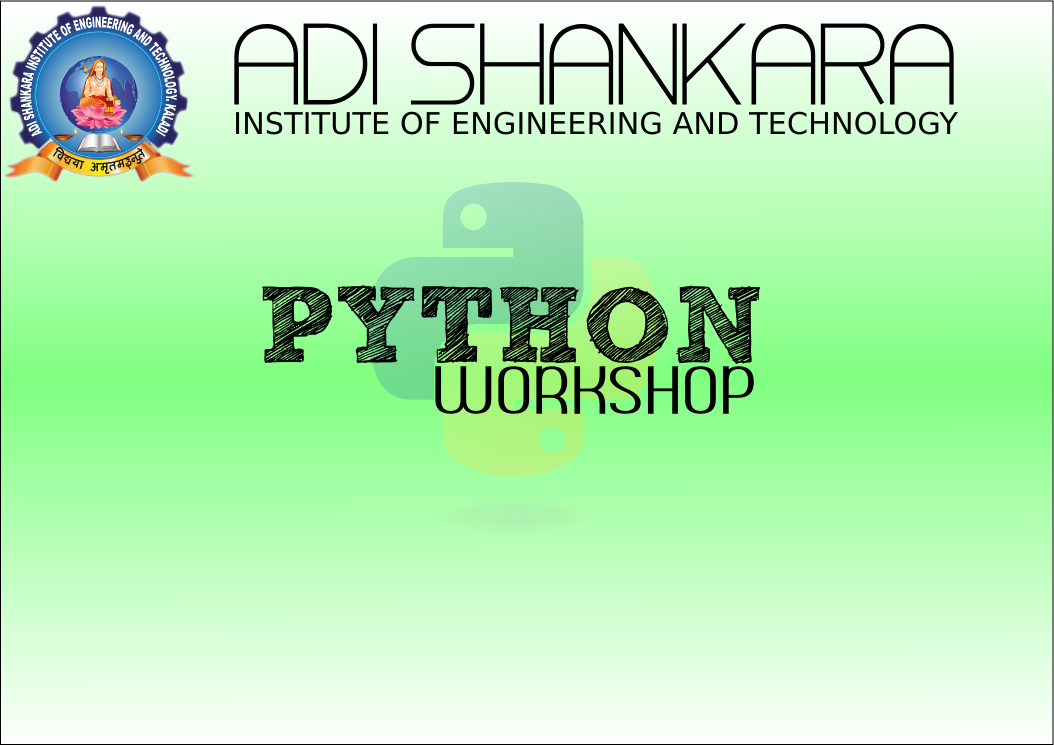 ADI SHANKARA INSTITUTE OF ENGINEERING AND TECHNOLOGY, KALADI
विद्यया अमृतमश्नुते
ADI SHANKARA
INSTITUTE OF ENGINEERING AND TECHNOLOGY
PYTHON
WORKSHOP